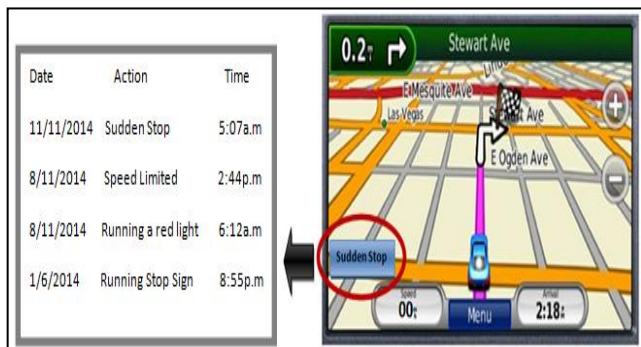 Date Action Time
11/11/2014 Sudden Stop 5:07a.m
8/11/2014 Speed Limited 2:44p.m
8/11/2014 Running a red light 6:12a.m
1/6/2014 Running Stop Sign 8:55p.m
0.2
Stewart Ave
E Mesquite Ave
Las Vegas
E Ogden Ave
Sudden Stop
Speed
00
Menu
Arrival
2:18